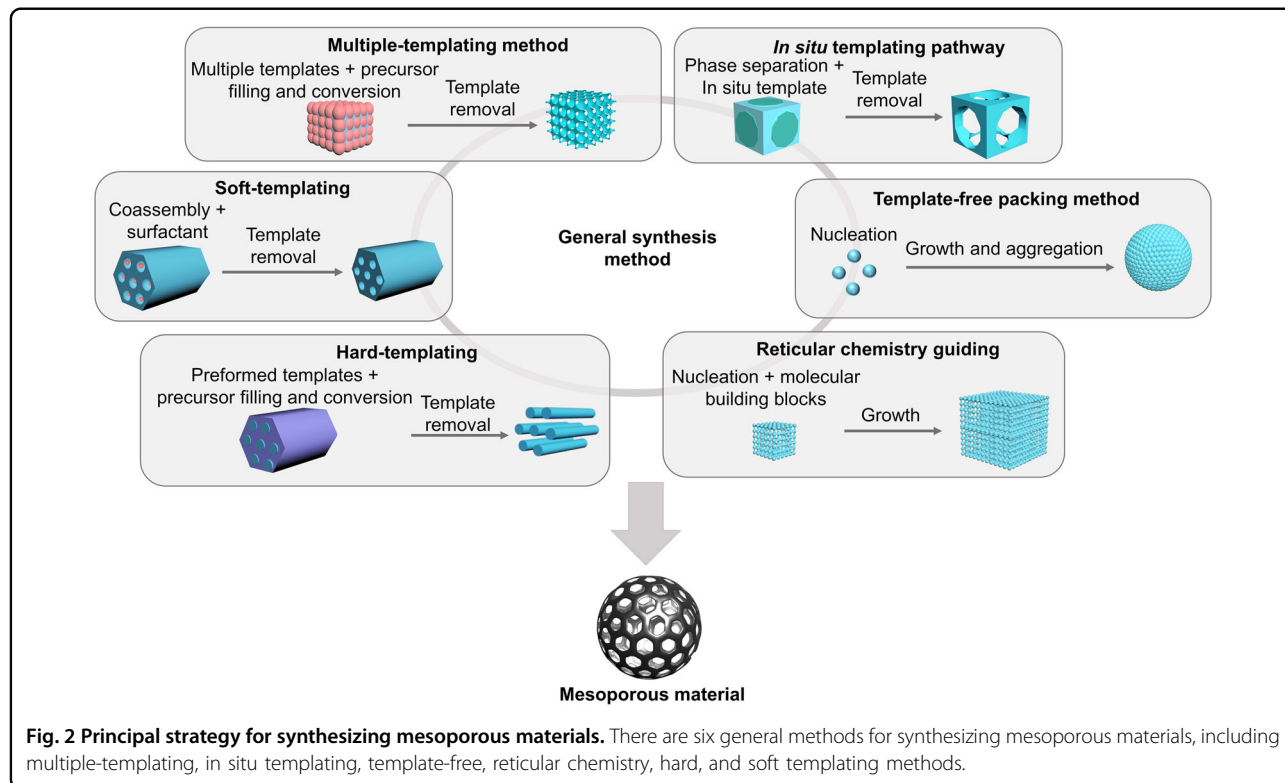 Multiple-templating method
Multiple templates + precursor
filling and conversion
Template
removal
In situ templating pathway
Phase separation +
In situ template
Template
removal
Soft-templating
Coassembly +
surfactant
Template
removal
General synthesis
method
Template-free packing method
Nucleation
Growth and aggregation
Hard-templating
Preformed templates +
precursor filling and conversion
Template
removal
Reticular chemistry guiding
Nucleation + molecular
building blocks
Growth
Mesoporous material
Fig. 2 Principal strategy for synthesizing mesoporous materials. There are six general methods for synthesizing mesoporous materials, including
multiple-templating, in situ templating, template-free, reticular chemistry, hard, and soft templating methods.